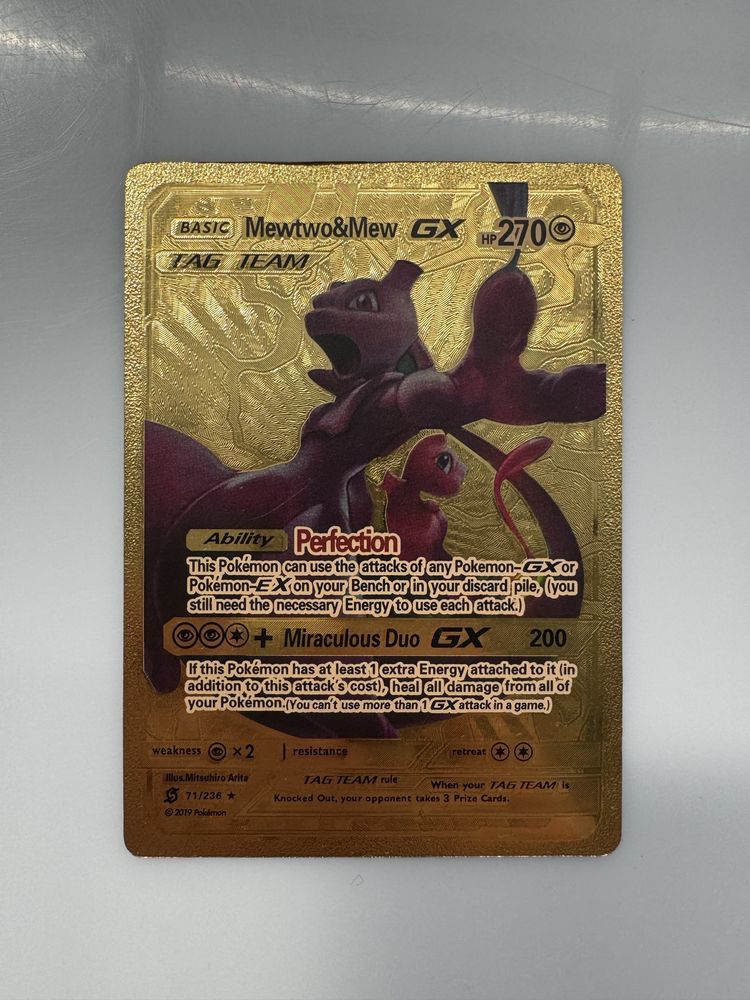 BASIC Mewtwo&Mew GX HP270
TAG TEAM
Ability Perfection
This Pokémon can use the attacks of any Pokemon-GX or
Pokémon-EX on your Bench or in your discard pile, (you
still need the necessary Energy to use each attack.)
+ Miraculous Duo GX 200
If this Pokémon has at least 1 extra Energy attached to it (in
addition to this attack's cost), heal all damage from all of
your Pokémon.(You can't use more than 1 GX attack in a game.)
weakness ×2 resistance retreat
Illus.Mitsuhiro Arita TAG TEAM rule When your TAG TEAM is
71/236 ★ Knocked Out, your opponent takes 3 Prize Cards.
© 2019 Pokémon